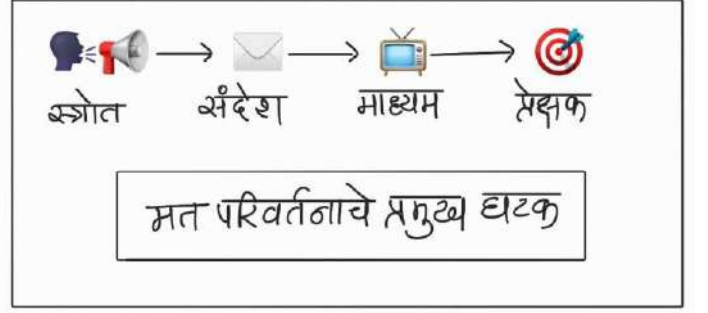 स्त्रोत संदेश माध्यम प्रेक्षक
मत परिवर्तनाचे प्रमुख घटक